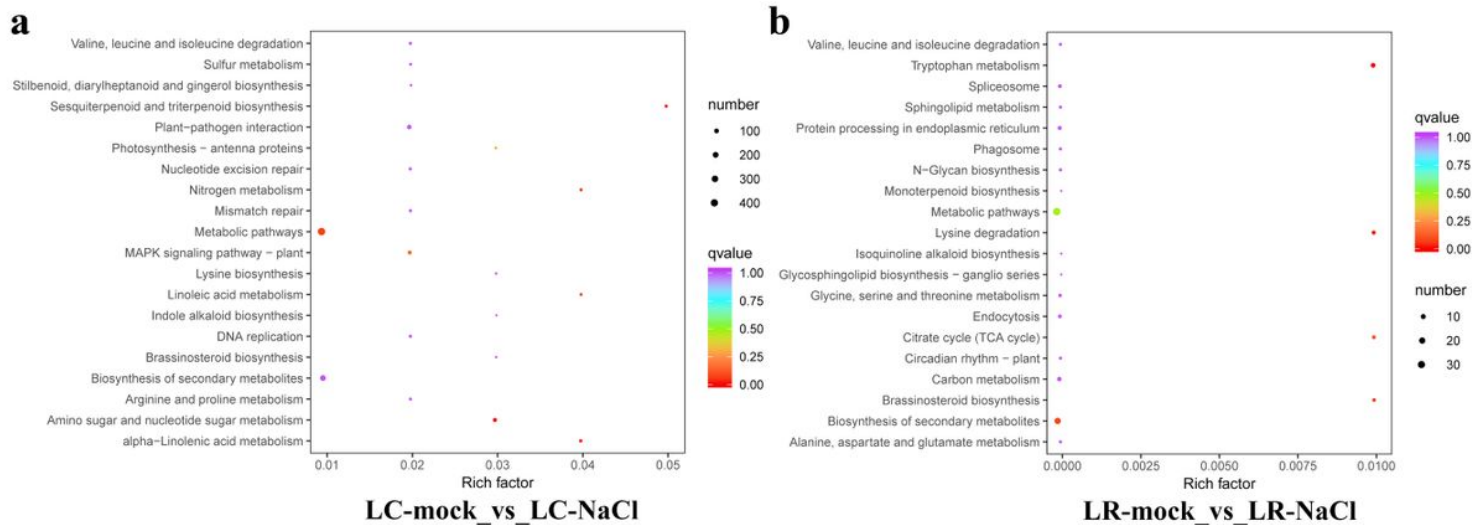 a
Valine, leucine and isoleucine degradation
Sulfur metabolism
Stilbenoid, diarylheptanoid and gingerol biosynthesis
Sesquiterpenoid and triterpenoid biosynthesis
Plant−pathogen interaction
Photosynthesis − antenna proteins
Nucleotide excision repair
Nitrogen metabolism
Mismatch repair
Metabolic pathways
MAPK signaling pathway − plant
Lysine biosynthesis
Linoleic acid metabolism
Indole alkaloid biosynthesis
DNA replication
Brassinosteroid biosynthesis
Biosynthesis of secondary metabolites
Arginine and proline metabolism
Amino sugar and nucleotide sugar metabolism
alpha−Linolenic acid metabolism
0.01 0.02 0.03 0.04 0.05
Rich factor
LC-mock_vs_LC-NaCl
number
100
200
300
400
qvalue
1.00
0.75
0.50
0.25
0.00
b
Valine, leucine and isoleucine degradation
Tryptophan metabolism
Spliceosome
Sphingolipid metabolism
Protein processing in endoplasmic reticulum
Phagosome
N−Glycan biosynthesis
Monoterpenoid biosynthesis
Metabolic pathways
Lysine degradation
Isoquinoline alkaloid biosynthesis
Glycosphingolipid biosynthesis − ganglio series
Glycine, serine and threonine metabolism
Endocytosis
Citrate cycle (TCA cycle)
Circadian rhythm − plant
Carbon metabolism
Brassinosteroid biosynthesis
Biosynthesis of secondary metabolites
Alanine, aspartate and glutamate metabolism
0.0000 0.0025 0.0050 0.0075 0.0100
Rich factor
LR-mock_vs_LR-NaCl
qvalue
1.00
0.75
0.50
0.25
0.00
number
10
20
30